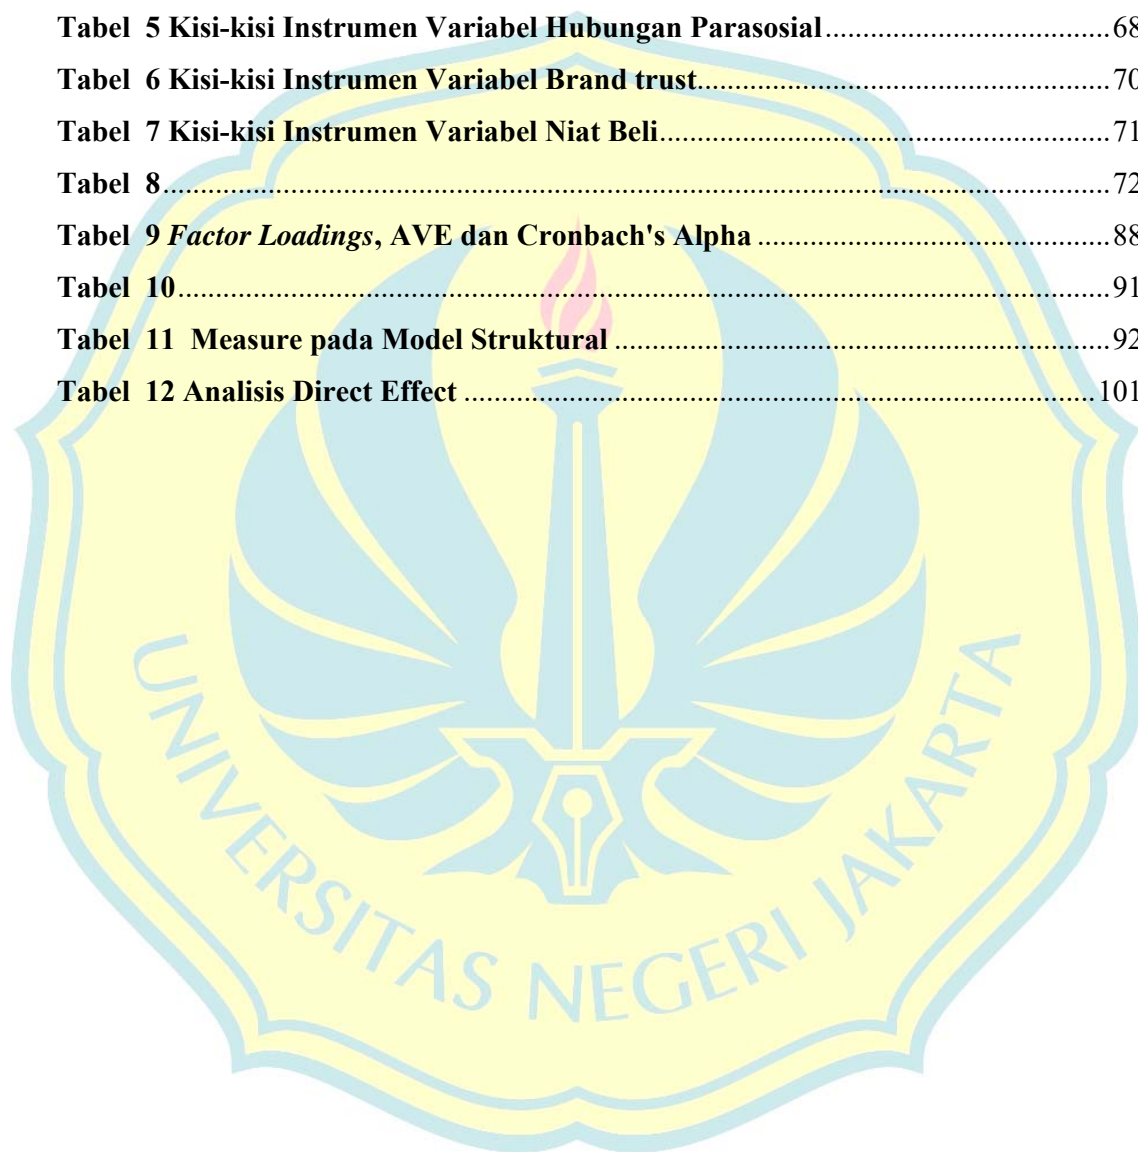 Tabel 5 Kisi-kisi Instrumen Variabel Hubungan Parasosial 68
Tabel 6 Kisi-kisi Instrumen Variabel Brand trust 70
Tabel 7 Kisi-kisi Instrumen Variabel Niat Beli 71
Tabel 8 72
Tabel 9 Factor Loadings, AVE dan Cronbach's Alpha 88
Tabel 10 91
Tabel 11 Measure pada Model Struktural 92
Tabel 12 Analisis Direct Effect 101
UNIVERSITAS NEGERI JAKARTA